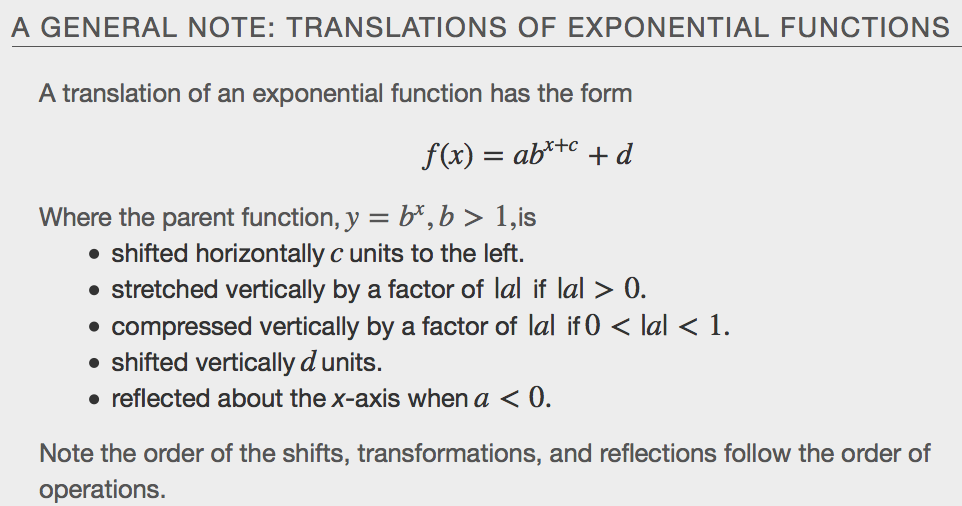 A GENERAL NOTE: TRANSLATIONS OF EXPONENTIAL FUNCTIONS
A translation of an exponential function has the form
f(x) = ab^{x+c} + d
Where the parent function, y = b^x, b > 1,is
• shifted horizontally c units to the left.
• stretched vertically by a factor of |a| if |a| > 0.
• compressed vertically by a factor of |a| if 0 < |a| < 1.
• shifted vertically d units.
• reflected about the x-axis when a < 0.
Note the order of the shifts, transformations, and reflections follow the order of
operations.